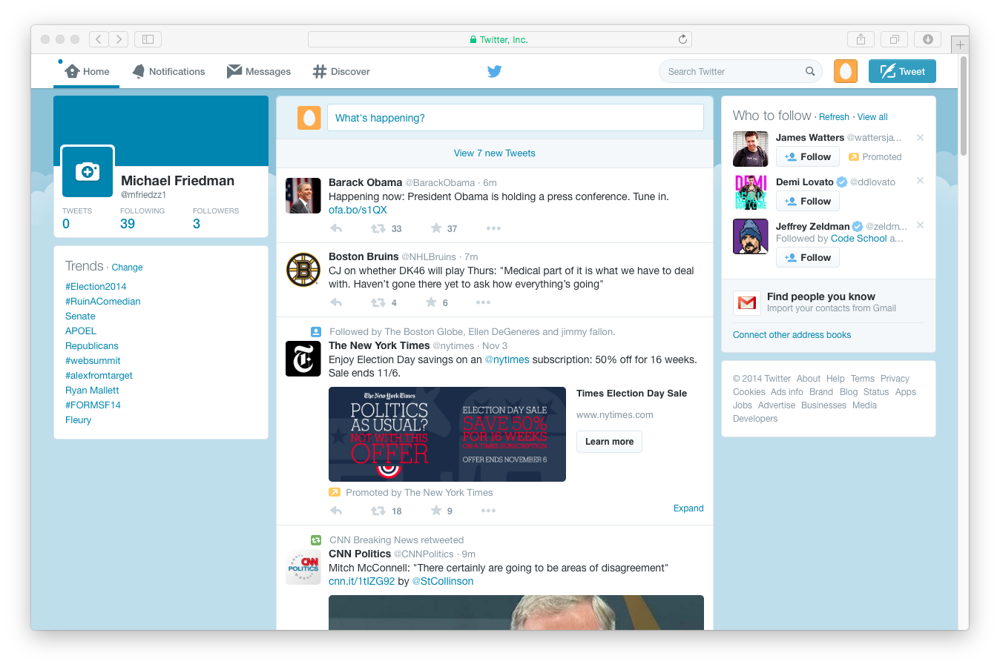 Twitter, Inc.
Home
Notifications
Messages
Discover
Search Twitter
Tweet
Michael Friedman
@mfriedzz1
TWEETS FOLLOWING FOLLOWERS
0 39 3
Trends · Change
#Election2014
#RuinAComedian
Senate
APOEL
Republicans
#websummit
#alexfromtarget
Ryan Mallett
#FORMSF14
Fleury
What's happening?
View 7 new Tweets
Barack Obama @BarackObama · 6m
Happening now: President Obama is holding a press conference. Tune in.
ofa.bo/s1QX
33 37
Boston Bruins @NHLBruins · 7m
CJ on whether DK46 will play Thurs: "Medical part of it is what we have to deal
with. Haven't gone there yet to ask how everything's going"
4 6
Followed by The Boston Globe, Ellen DeGeneres and jimmy fallon.
The New York Times @nytimes · Nov 3
Enjoy Election Day savings on an @nytimes subscription: 50% off for 16 weeks.
Sale ends 11/6.
The New York Times
POLITICS
AS USUAL?
NOT WITH THIS
OFFER
ELECTION DAY SALE
SAVE 50%
FOR 16 WEEKS
ON A TIMES SUBSCRIPTION
OFFER ENDS NOVEMBER 6
Times Election Day Sale
www.nytimes.com
Learn more
Promoted by The New York Times
18 9
Expand
CNN Breaking News retweeted
CNN
POLITICS
CNN Politics @CNNPolitics · 9m
Mitch McConnell: "There certainly are going to be areas of disagreement"
cnn.it/1tIZG92 by @StCollinson
Who to follow · Refresh · View all
James Watters @wattersja...
Follow
Promoted
DEMI
REALLY
DON'T CARE
Demi Lovato @ddlovato
Follow
Jeffrey Zeldman @zeldm...
Followed by Code School a...
Follow
Find people you know
Import your contacts from Gmail
Connect other address books
© 2014 Twitter About Help Terms Privacy
Cookies Ads info Brand Blog Status Apps
Jobs Advertise Businesses Media
Developers